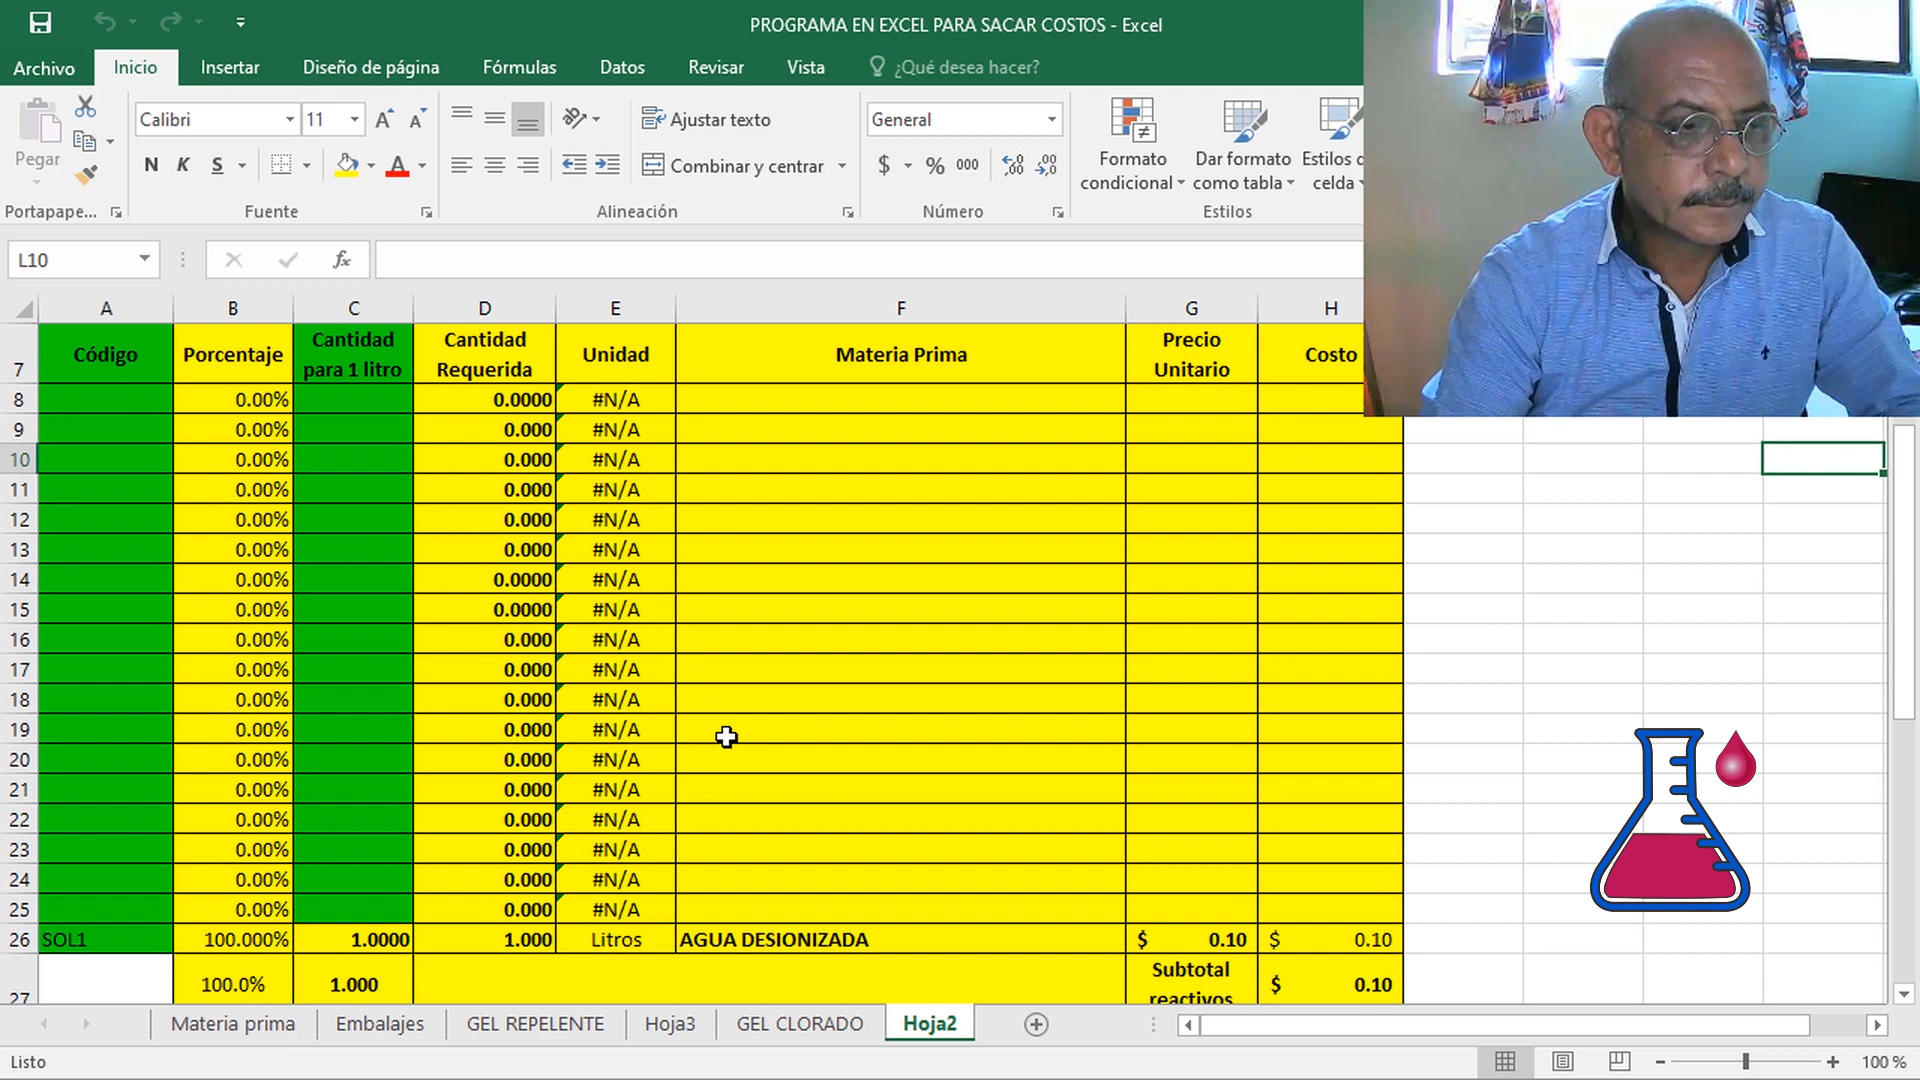 PROGRAMA EN EXCEL PARA SACAR COSTOS - Excel
Archivo Inicio Insertar Diseño de página Fórmulas Datos Revisar Vista ¿Qué desea hacer?
Calibri 11 Ajustar texto General
Pegar N K S A Combinar y centrar $ % 000 Formato condicional Dar formato como tabla Estilos d celda
Portapape... Fuente Alineación Número Estilos
L10 fx
A B C D E F G H
7 Código Porcentaje Cantidad para 1 litro Cantidad Requerida Unidad Materia Prima Precio Unitario Costo
8 0.00% 0.0000 #N/A
9 0.00% 0.000 #N/A
10 0.00% 0.000 #N/A
11 0.00% 0.000 #N/A
12 0.00% 0.000 #N/A
13 0.00% 0.000 #N/A
14 0.00% 0.0000 #N/A
15 0.00% 0.0000 #N/A
16 0.00% 0.000 #N/A
17 0.00% 0.000 #N/A
18 0.00% 0.000 #N/A
19 0.00% 0.000 #N/A
20 0.00% 0.000 #N/A
21 0.00% 0.000 #N/A
22 0.00% 0.000 #N/A
23 0.00% 0.000 #N/A
24 0.00% 0.000 #N/A
25 0.00% 0.000 #N/A
26 SOL1 100.000% 1.0000 1.000 Litros AGUA DESIONIZADA $ 0.10 $ 0.10
27 100.0% 1.000 Subtotal reactivos $ 0.10
Materia prima Embalajes GEL REPELENTE Hoja3 GEL CLORADO Hoja2
Listo 100 %